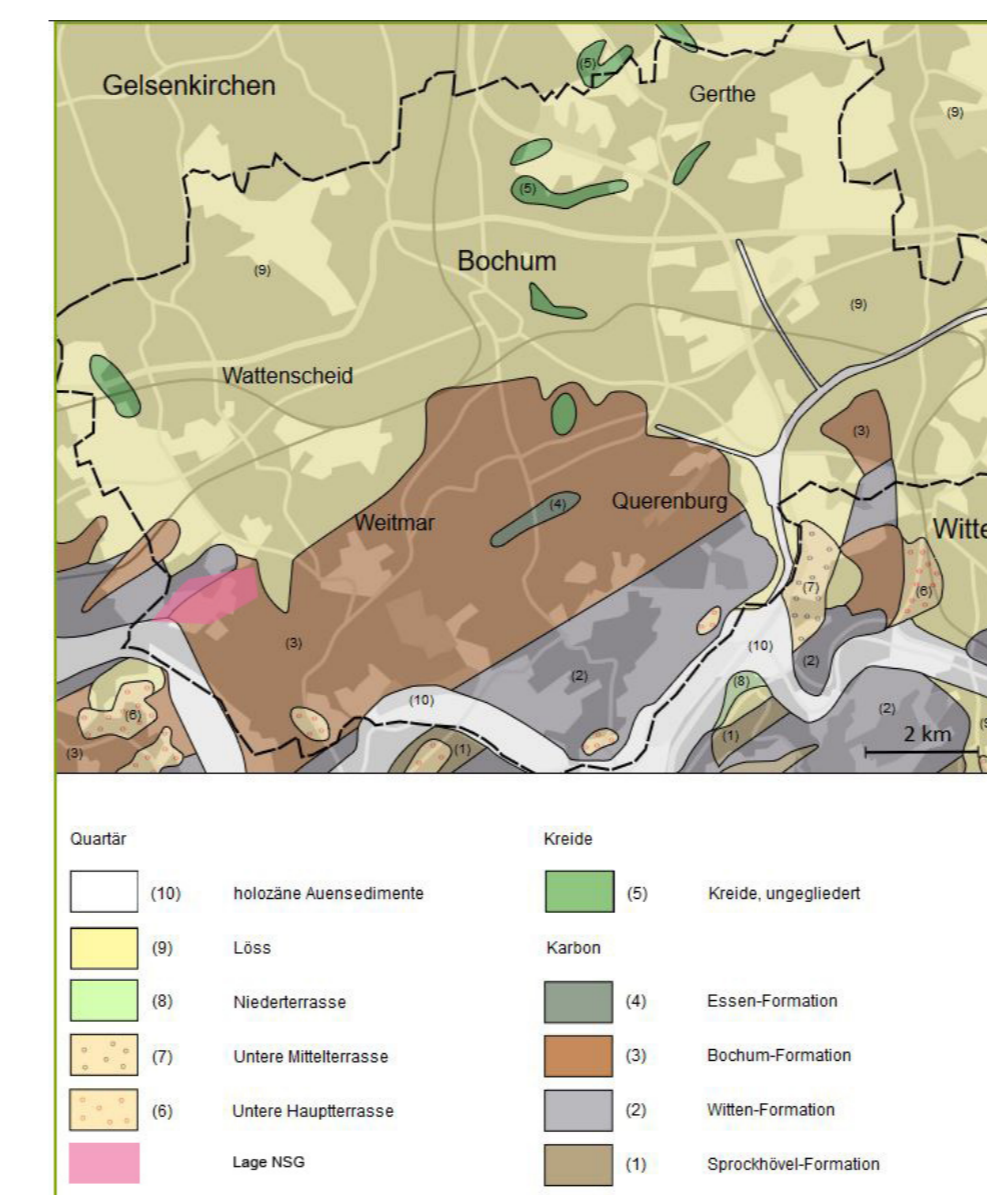 Gelsenkirchen
(5)
Gerthe
(9)
(5)
Bochum
(9)
(9)
Wattenscheid
(3)
(4)
Querenburg
Weitmar
Witte
(7)
(6)
(3)
(10)
(2)
(2)
(8)
(10)
(6)
(2)
(1)
(1)
(3)
2 km
Quartär
(10) holozäne Auensedimente
(9) Löss
(8) Niederterrasse
(7) Untere Mittelterrasse
(6) Untere Hauptterrasse
Lage NSG
Kreide
(5) Kreide, ungegliedert
Karbon
(4) Essen-Formation
(3) Bochum-Formation
(2) Witten-Formation
(1) Sprockhövel-Formation